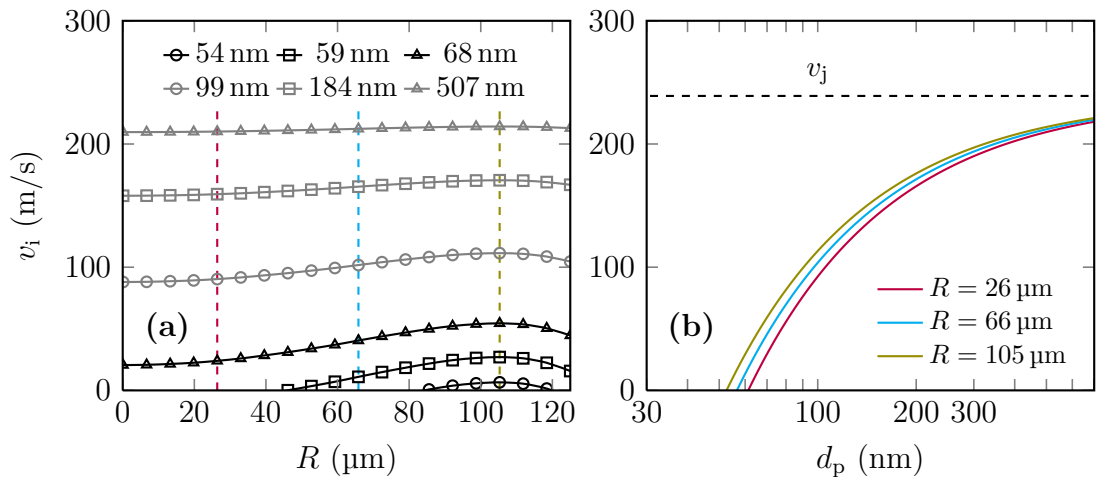 300
200
100
0
v_i (m/s)
54 nm 59 nm 68 nm
99 nm 184 nm 507 nm
(a)
0 20 40 60 80 100 120
R (µm)
300
200
100
0
v_j
(b)
R = 26 µm
R = 66 µm
R = 105 µm
30 100 200 300
d_p (nm)